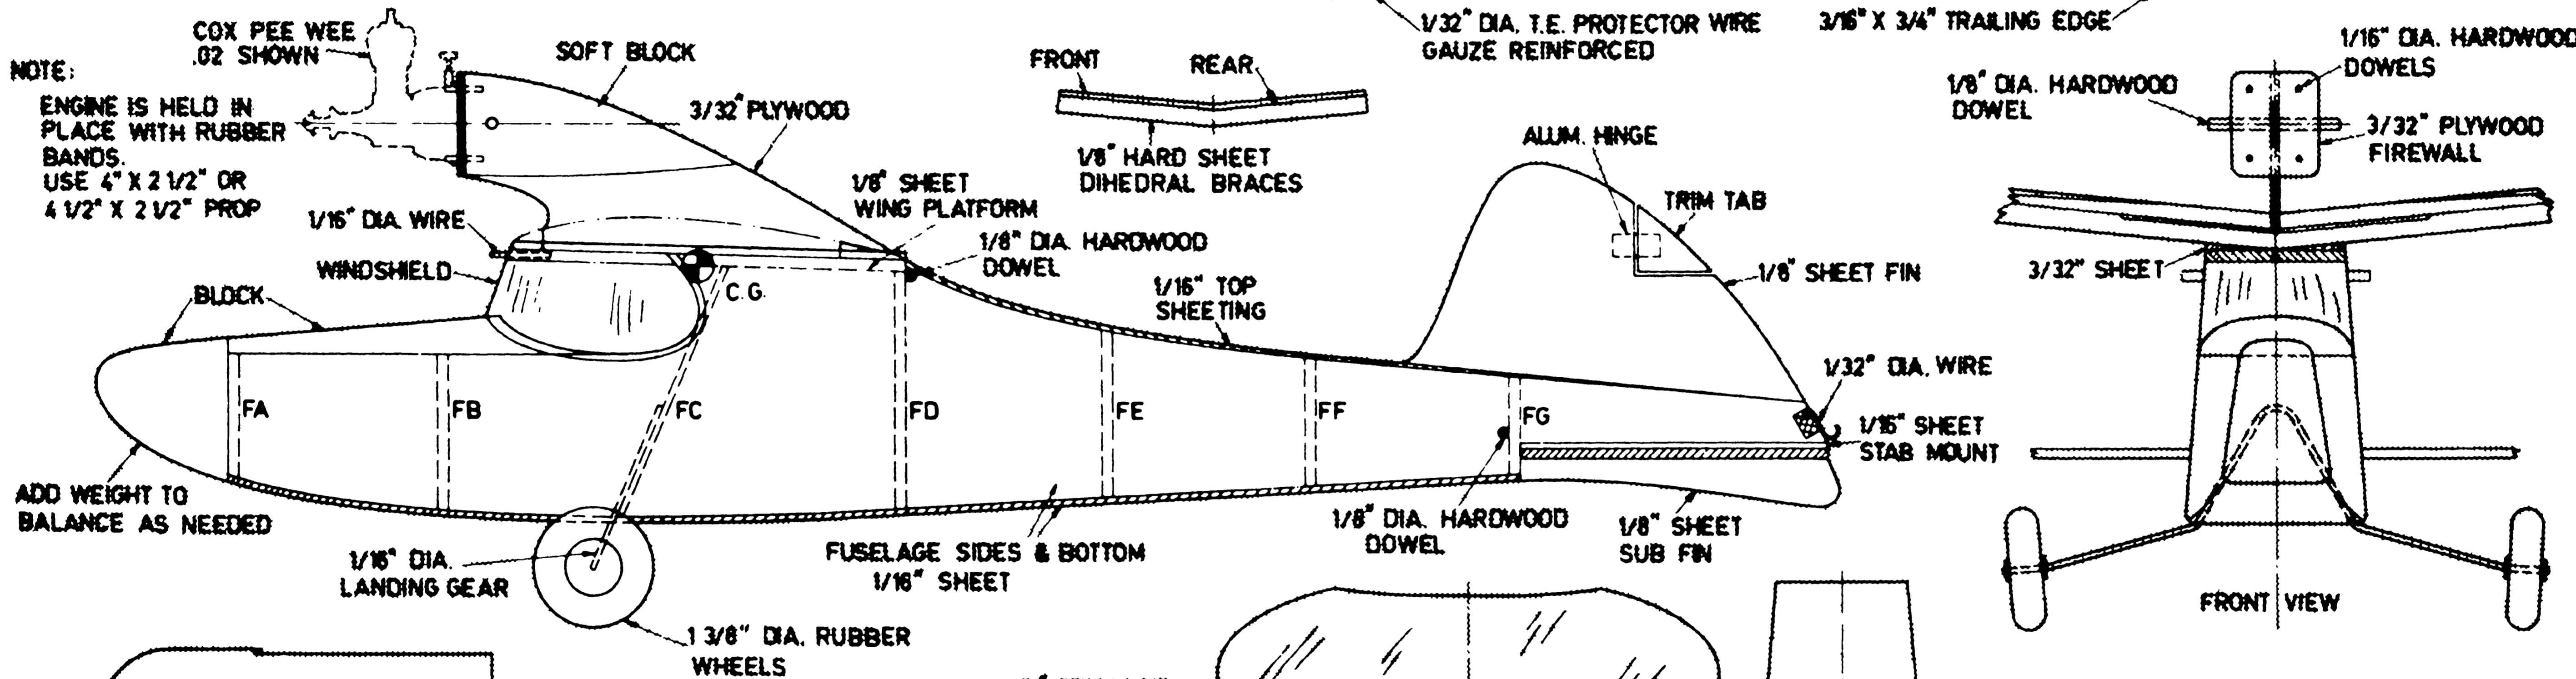 1/32" DIA. T.E. PROTECTOR WIRE
GAUZE REINFORCED
3/16" X 3/4" TRAILING EDGE
COX PEE WEE
.02 SHOWN
NOTE:
ENGINE IS HELD IN
PLACE WITH RUBBER
BANDS.
USE 4" X 2 1/2" OR
4 1/2" X 2 1/2" PROP
SOFT BLOCK
3/32" PLYWOOD
FRONT
REAR
1/8" HARD SHEET
DIHEDRAL BRACES
1/16" DIA. HARDWOOD
DOWELS
1/8" DIA. HARDWOOD
DOWEL
3/32" PLYWOOD
FIREWALL
ALUM. HINGE
TRIM TAB
1/8" SHEET FIN
1/16" DIA. WIRE
WINDSHIELD
BLOCK
1/8" SHEET
WING PLATFORM
1/8" DIA. HARDWOOD
DOWEL
C.G.
1/16" TOP
SHEETING
3/32" SHEET
1/32" DIA. WIRE
1/16" SHEET
STAB MOUNT
FA
FB
FC
FD
FE
FF
FG
ADD WEIGHT TO
BALANCE AS NEEDED
1/16" DIA.
LANDING GEAR
FUSELAGE SIDES & BOTTOM
1/16" SHEET
1/8" DIA. HARDWOOD
DOWEL
1/8" SHEET
SUB FIN
1 3/8" DIA. RUBBER
WHEELS
FRONT VIEW